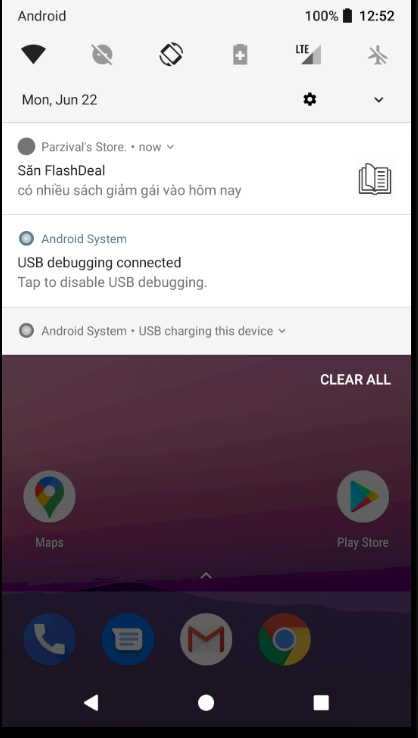 Android 100% 12:52
LTE
Mon, Jun 22
Parzival's Store. • now
Săn FlashDeal
có nhiều sách giảm gái vào hôm nay
Android System
USB debugging connected
Tap to disable USB debugging.
Android System • USB charging this device
CLEAR ALL
Maps Play Store